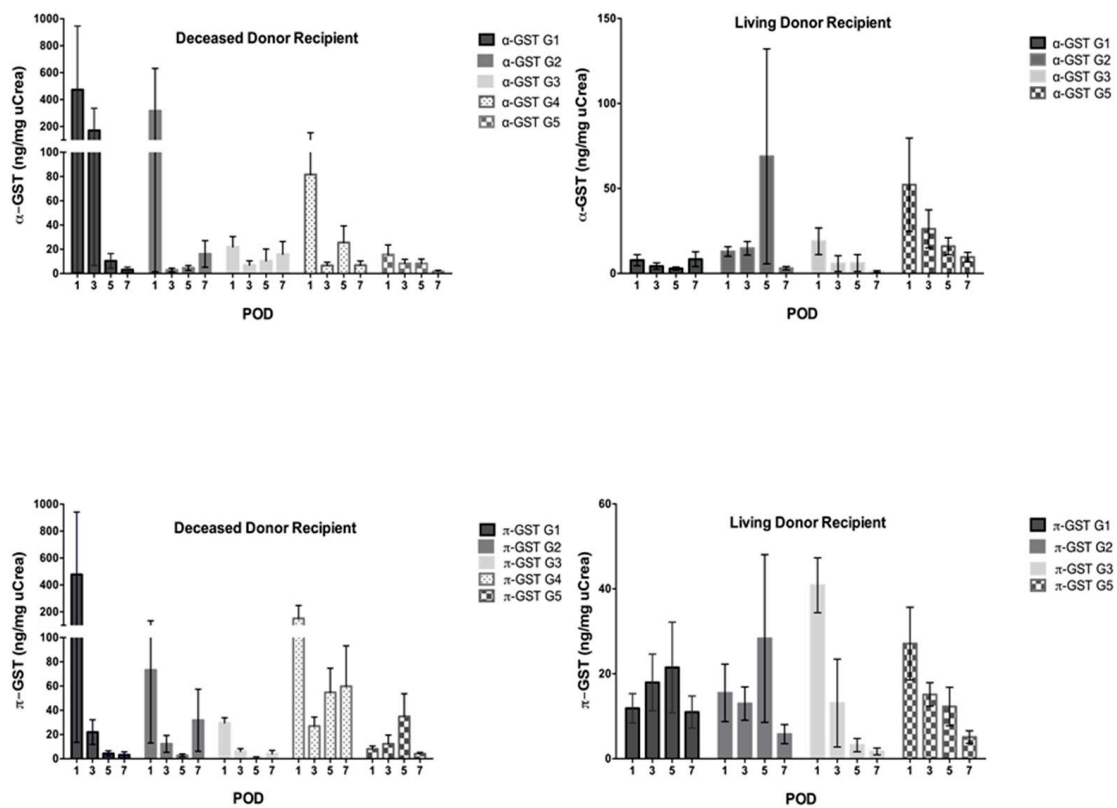 Deceased Donor Recipient
α-GST (ng/mg uCrea)
1000
800
600
400
200
100
80
60
40
20
0
1 3 5 7 1 3 5 7 1 3 5 7 1 3 5 7 1 3 5 7
POD
α-GST G1
α-GST G2
α-GST G3
α-GST G4
α-GST G5
Living Donor Recipient
α-GST (ng/mg uCrea)
150
100
50
0
1 3 5 7 1 3 5 7 1 3 5 7 1 3 5 7
POD
α-GST G1
α-GST G2
α-GST G3
α-GST G5
Deceased Donor Recipient
π-GST (ng/mg uCrea)
1000
800
600
400
200
100
80
60
40
20
0
1 3 5 7 1 3 5 7 1 3 5 7 1 3 5 7 1 3 5 7
POD
π-GST G1
π-GST G2
π-GST G3
π-GST G4
π-GST G5
Living Donor Recipient
π-GST (ng/mg uCrea)
60
40
20
0
1 3 5 7 1 3 5 7 1 3 5 7 1 3 5 7
POD
π-GST G1
π-GST G2
π-GST G3
π-GST G5